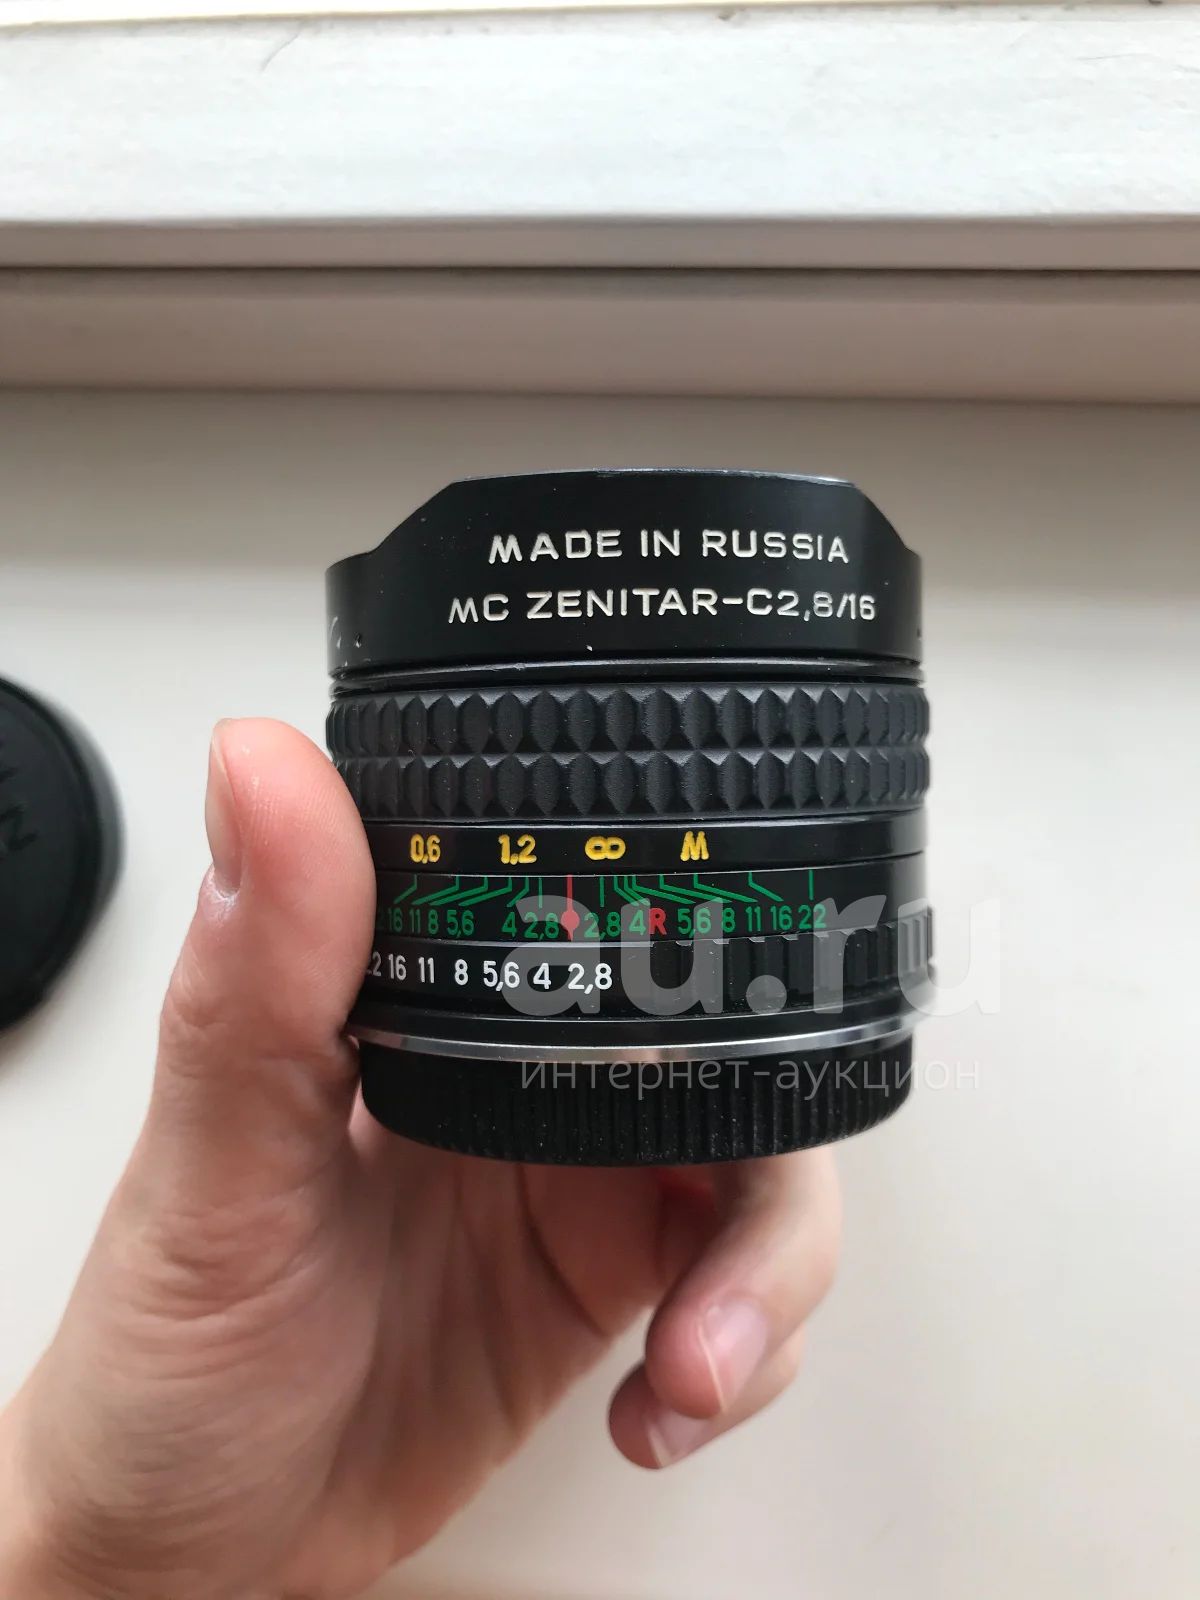 MADE IN RUSSIA
MC ZENITAR-C2,8/16
0,6 1,2 ∞ M
16 11 8 5,6 4 2,8 2,8 4 R 5,6 8 11 16 22
22 16 11 8 5,6 4 2,8
au.ru
интернет-аукцион